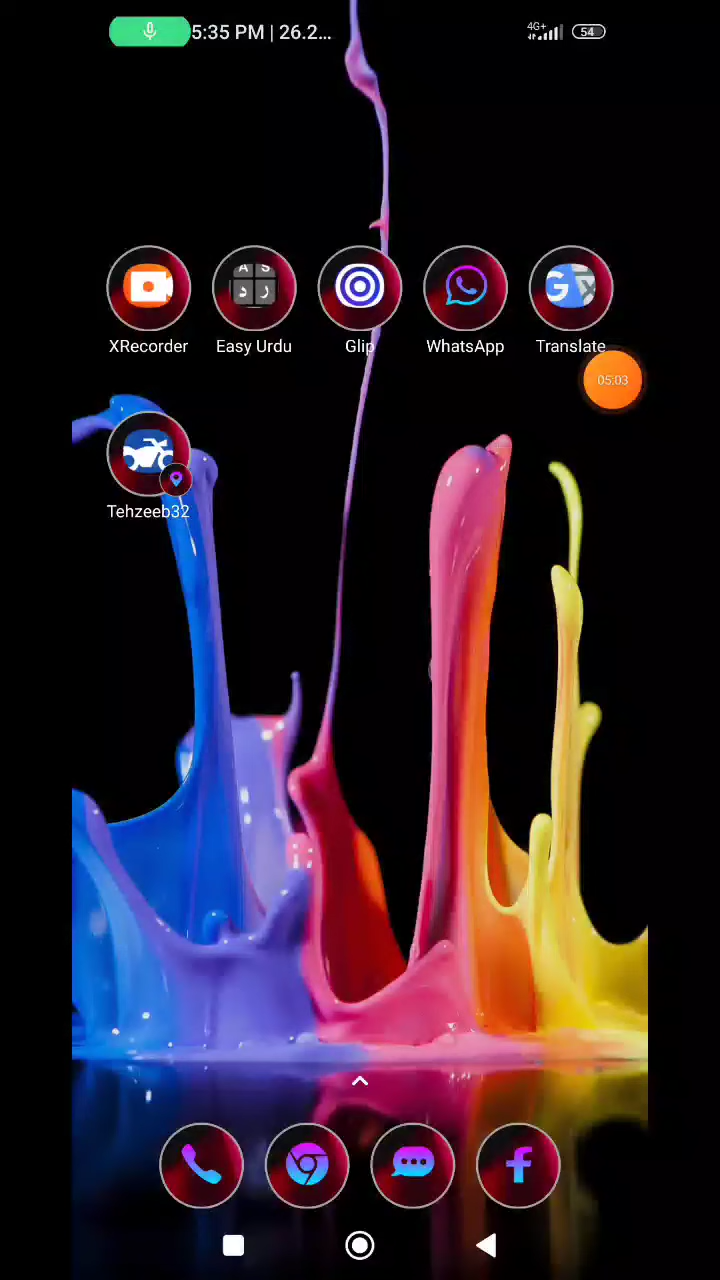 5:35 PM | 26.2...
4G+
54
XRecorder
Easy Urdu
Glip
WhatsApp
Translate
05:03
Tehzeeb32